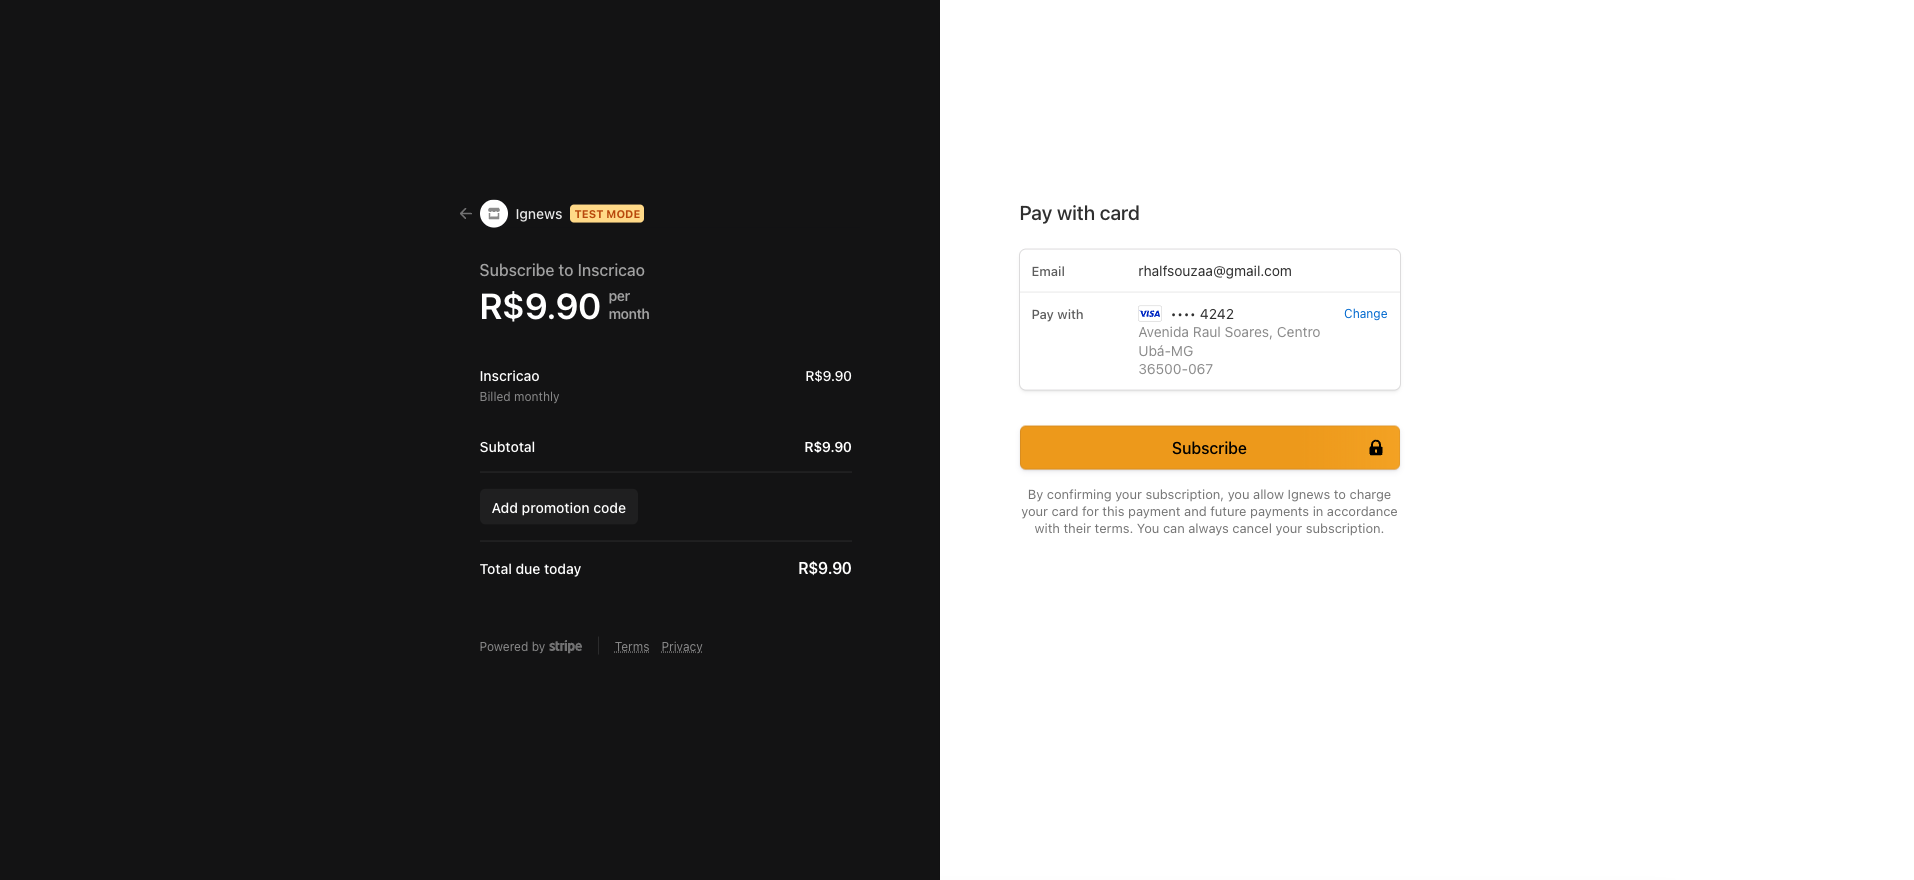 Ignews TEST MODE
Subscribe to Inscricao
R$9.90 per
month
Inscricao R$9.90
Billed monthly
Subtotal R$9.90
Add promotion code
Total due today R$9.90
Powered by stripe Terms Privacy
Pay with card
Email rhalfsouzaa@gmail.com
Pay with VISA •••• 4242 Change
Avenida Raul Soares, Centro
Ubá-MG
36500-067
Subscribe
By confirming your subscription, you allow Ignews to charge
your card for this payment and future payments in accordance
with their terms. You can always cancel your subscription.